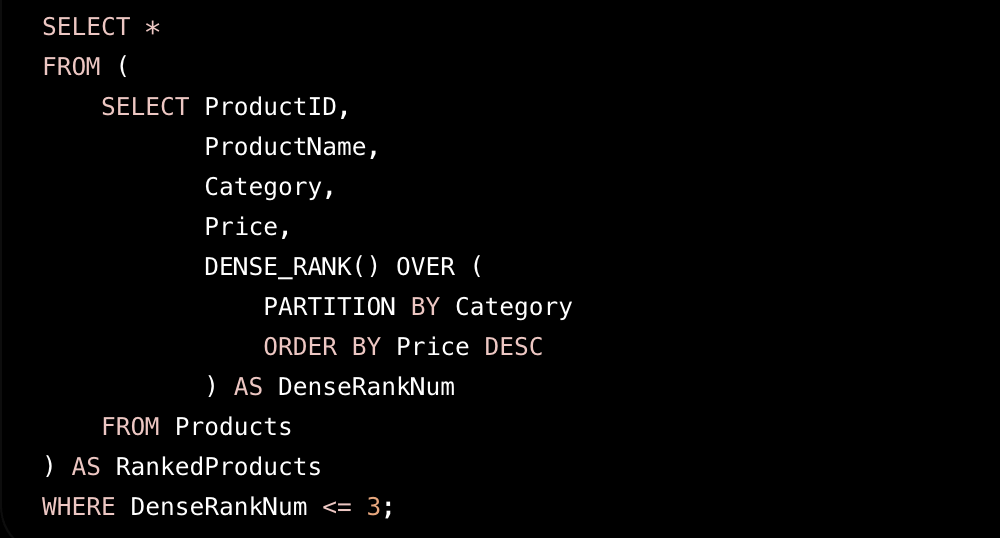 SELECT *
FROM (
    SELECT ProductID,
           ProductName,
           Category,
           Price,
           DENSE_RANK() OVER (
               PARTITION BY Category
               ORDER BY Price DESC
           ) AS DenseRankNum
    FROM Products
) AS RankedProducts
WHERE DenseRankNum <= 3;